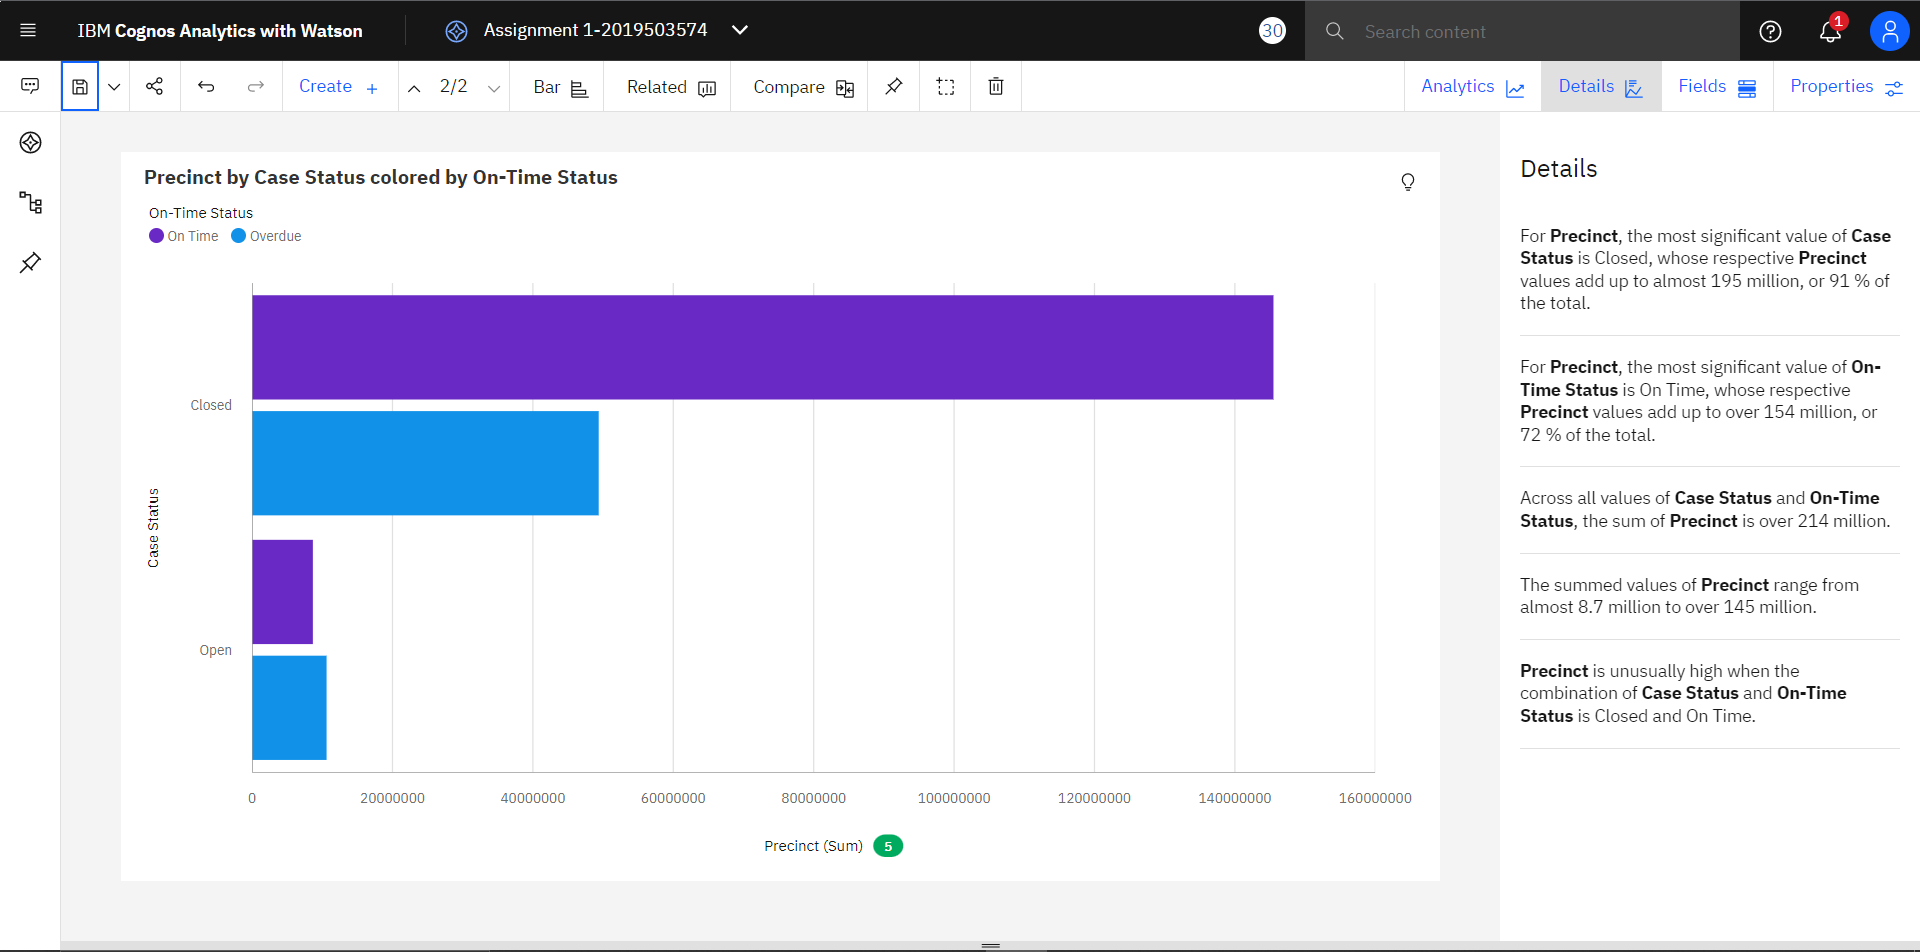 IBM Cognos Analytics with Watson
Assignment 1-2019503574
30
Search content
1
Create +
2/2
Bar
Related
Compare
Analytics
Details
Fields
Properties
Precinct by Case Status colored by On-Time Status
On-Time Status
On Time
Overdue
Closed
Open
Case Status
0
20000000
40000000
60000000
80000000
100000000
120000000
140000000
160000000
Precinct (Sum)
5
Details
For Precinct, the most significant value of Case
Status is Closed, whose respective Precinct
values add up to almost 195 million, or 91 % of
the total.
For Precinct, the most significant value of On-
Time Status is On Time, whose respective
Precinct values add up to over 154 million, or
72 % of the total.
Across all values of Case Status and On-Time
Status, the sum of Precinct is over 214 million.
The summed values of Precinct range from
almost 8.7 million to over 145 million.
Precinct is unusually high when the
combination of Case Status and On-Time
Status is Closed and On Time.